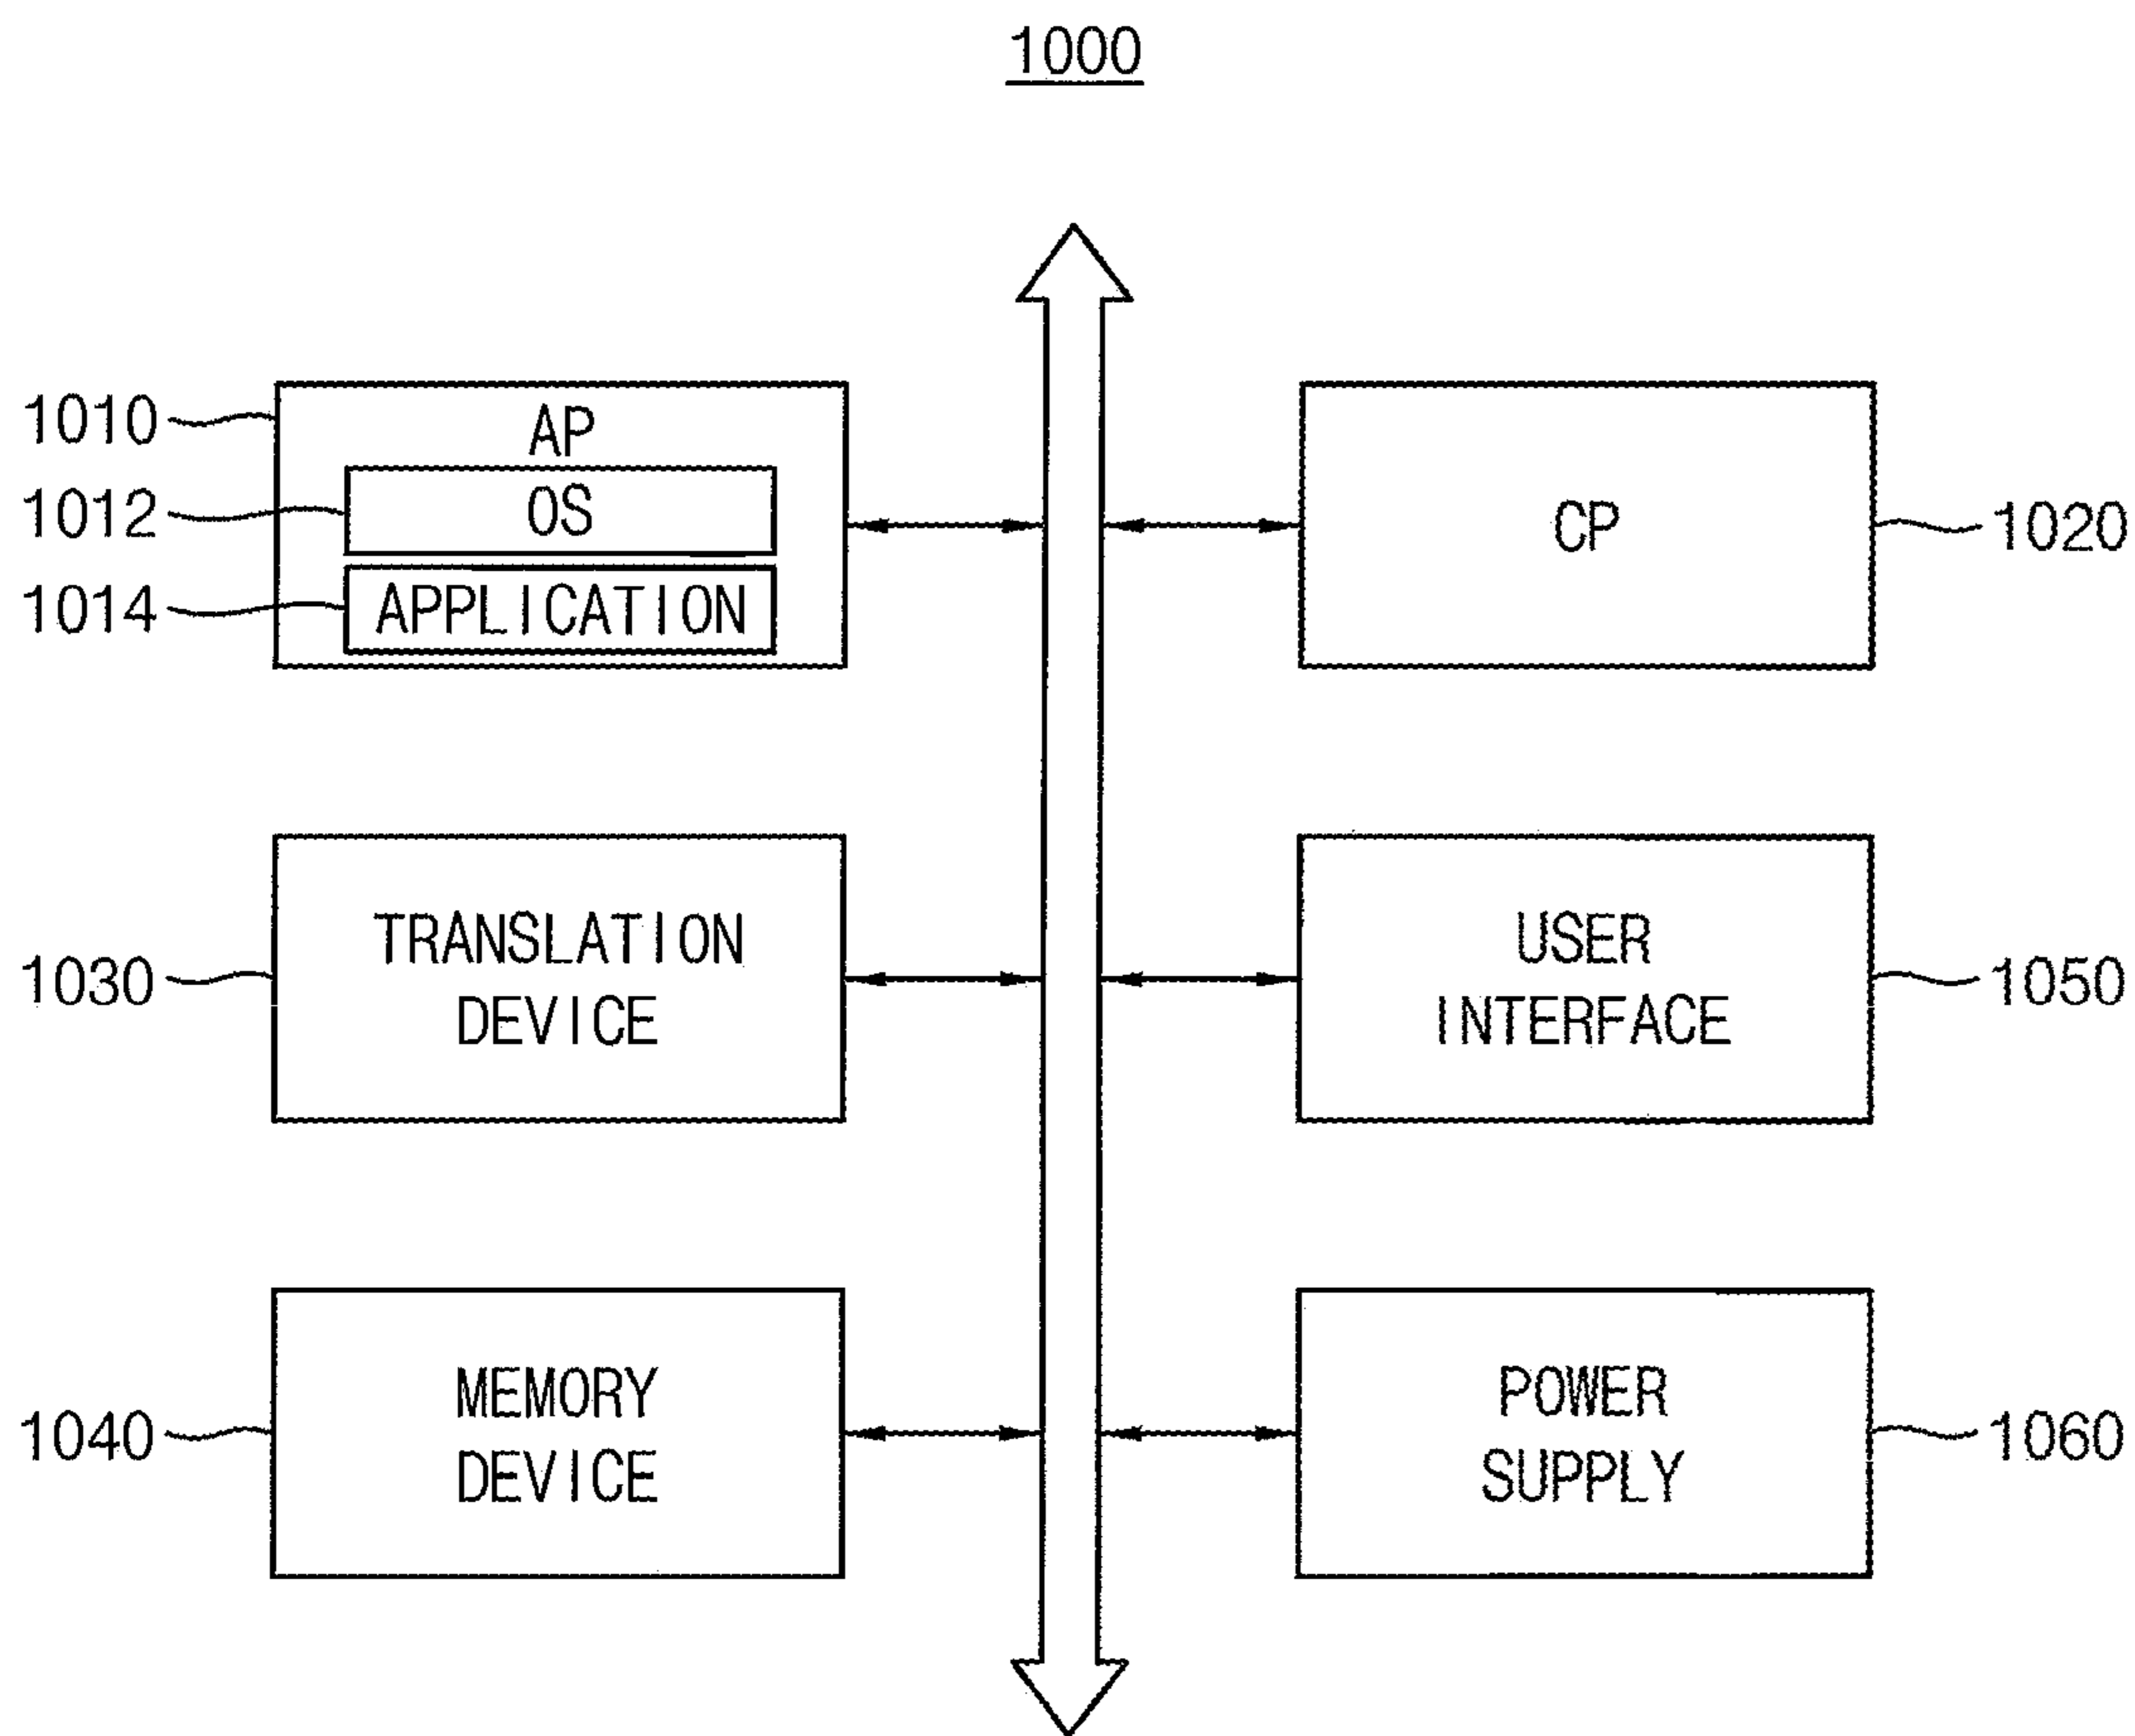 1000
1010
AP
1012
OS
1014
APPLICATION
CP
1020
1030
TRANSLATION
DEVICE
USER
INTERFACE
1050
1040
MEMORY
DEVICE
POWER
SUPPLY
1060